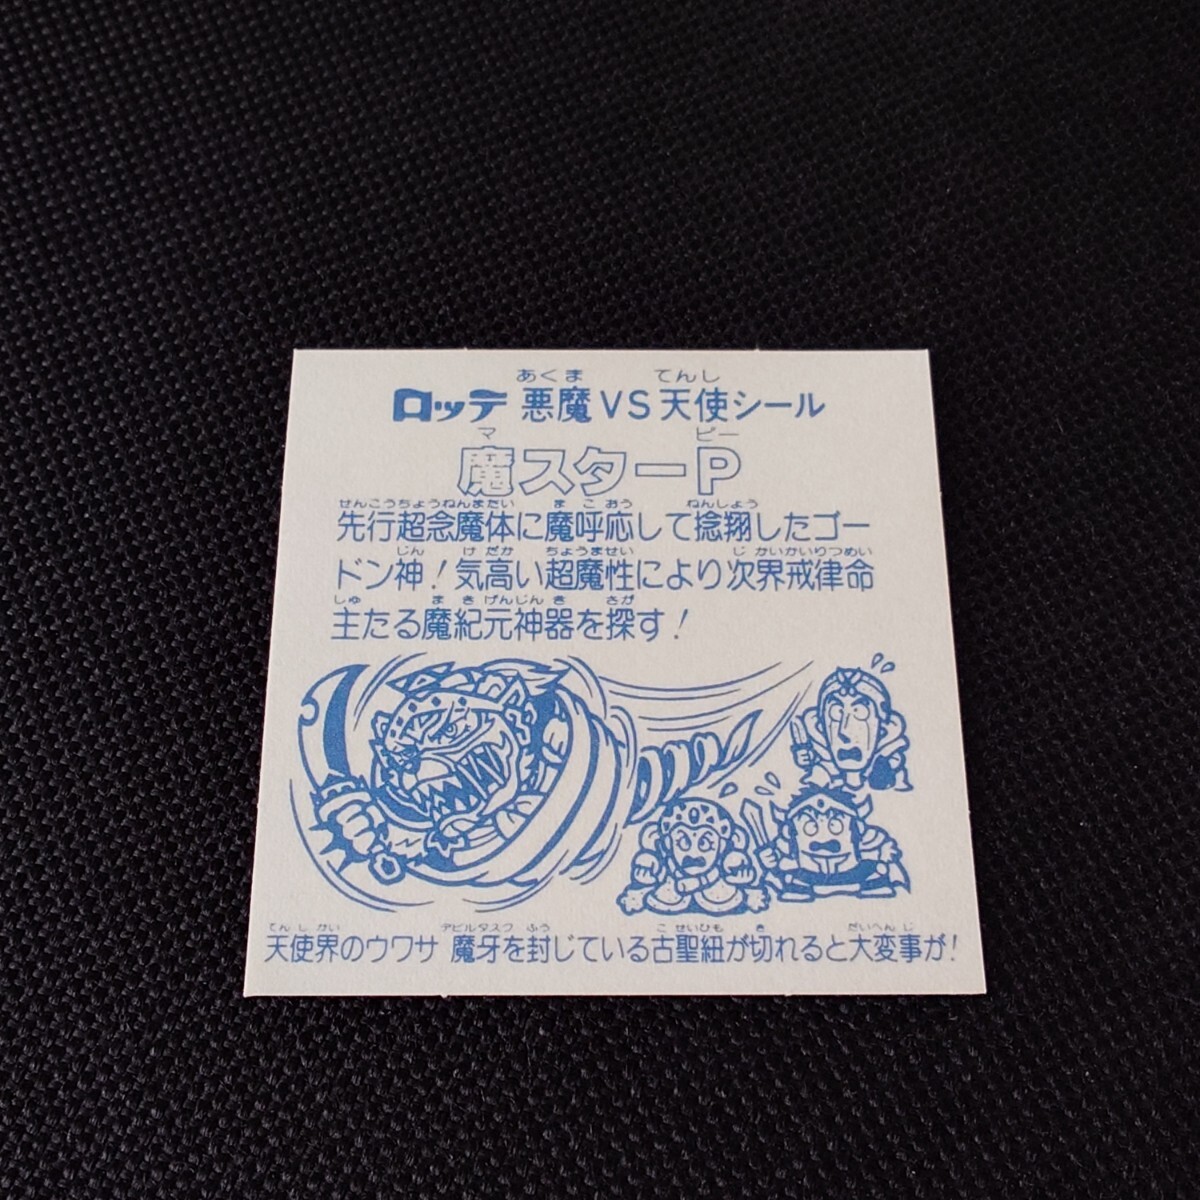 あくま てんし
ロッテ 悪魔VS天使シール
マ ピー
魔スターP
せんこうちょうねんまたい まこおう ねんしょう
先行超念魔体に魔呼応して捻翔したゴー
じん けだか ちょうませい じかいかいりつめい
ドン神！気高い超魔性により次界戒律命
しゅ まきげんじんき さが
主たる魔紀元神器を探す！
てんしかい デビルタスク ふう こせいひも き だいへんじ
天使界のウワサ 魔牙を封じている古聖紐が切れると大変事が！